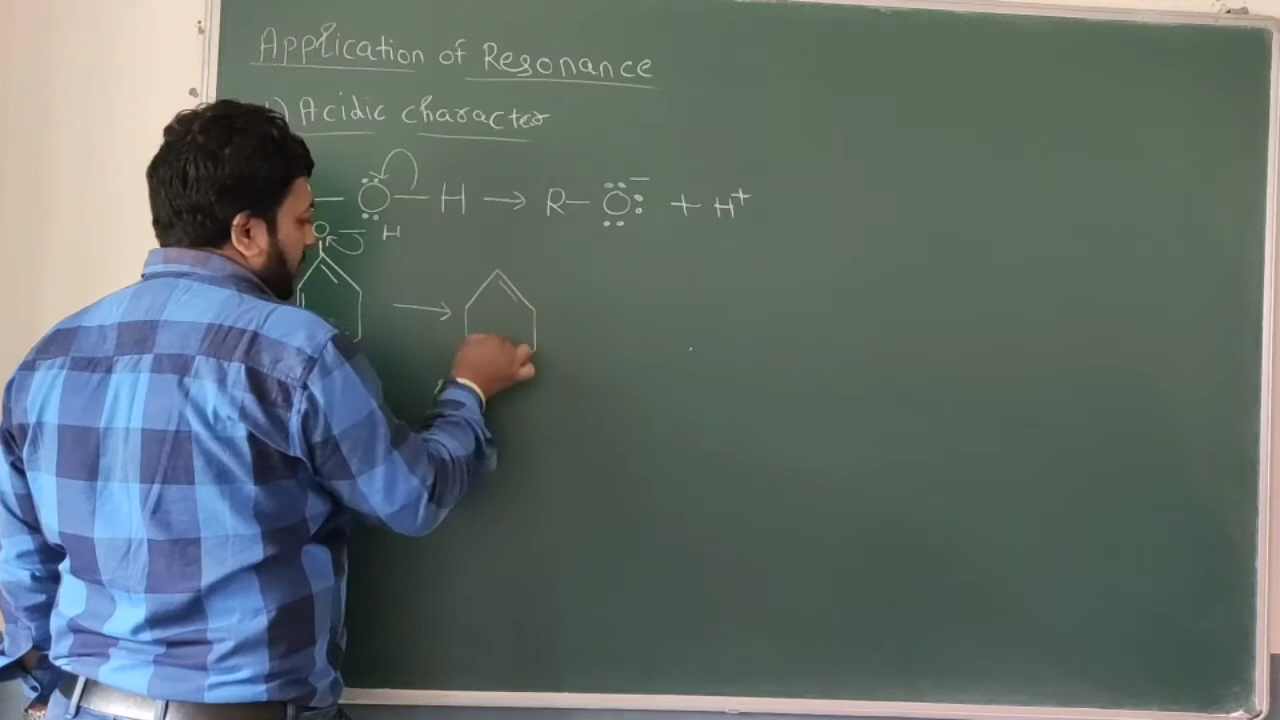 Application of Resonance
1) Acidic character
— O — H → R — O⁻ + H⁺
O — H
→